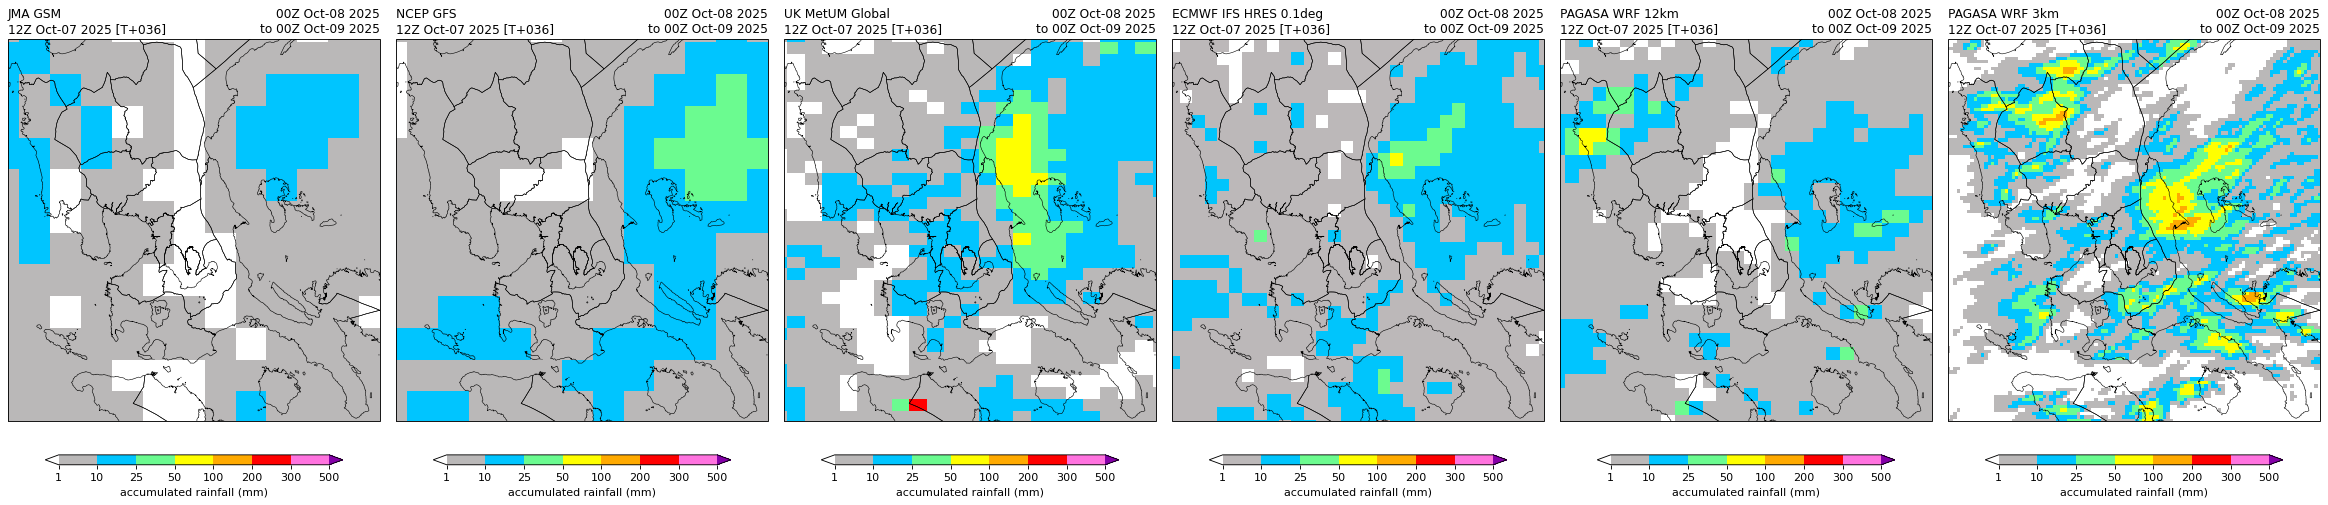 JMA GSM 00Z Oct-08 2025
12Z Oct-07 2025 [T+036] to 00Z Oct-09 2025
1 10 25 50 100 200 300 500
accumulated rainfall (mm)
NCEP GFS 00Z Oct-08 2025
12Z Oct-07 2025 [T+036] to 00Z Oct-09 2025
1 10 25 50 100 200 300 500
accumulated rainfall (mm)
UK MetUM Global 00Z Oct-08 2025
12Z Oct-07 2025 [T+036] to 00Z Oct-09 2025
1 10 25 50 100 200 300 500
accumulated rainfall (mm)
ECMWF IFS HRES 0.1deg 00Z Oct-08 2025
12Z Oct-07 2025 [T+036] to 00Z Oct-09 2025
1 10 25 50 100 200 300 500
accumulated rainfall (mm)
PAGASA WRF 12km 00Z Oct-08 2025
12Z Oct-07 2025 [T+036] to 00Z Oct-09 2025
1 10 25 50 100 200 300 500
accumulated rainfall (mm)
PAGASA WRF 3km 00Z Oct-08 2025
12Z Oct-07 2025 [T+036] to 00Z Oct-09 2025
1 10 25 50 100 200 300 500
accumulated rainfall (mm)